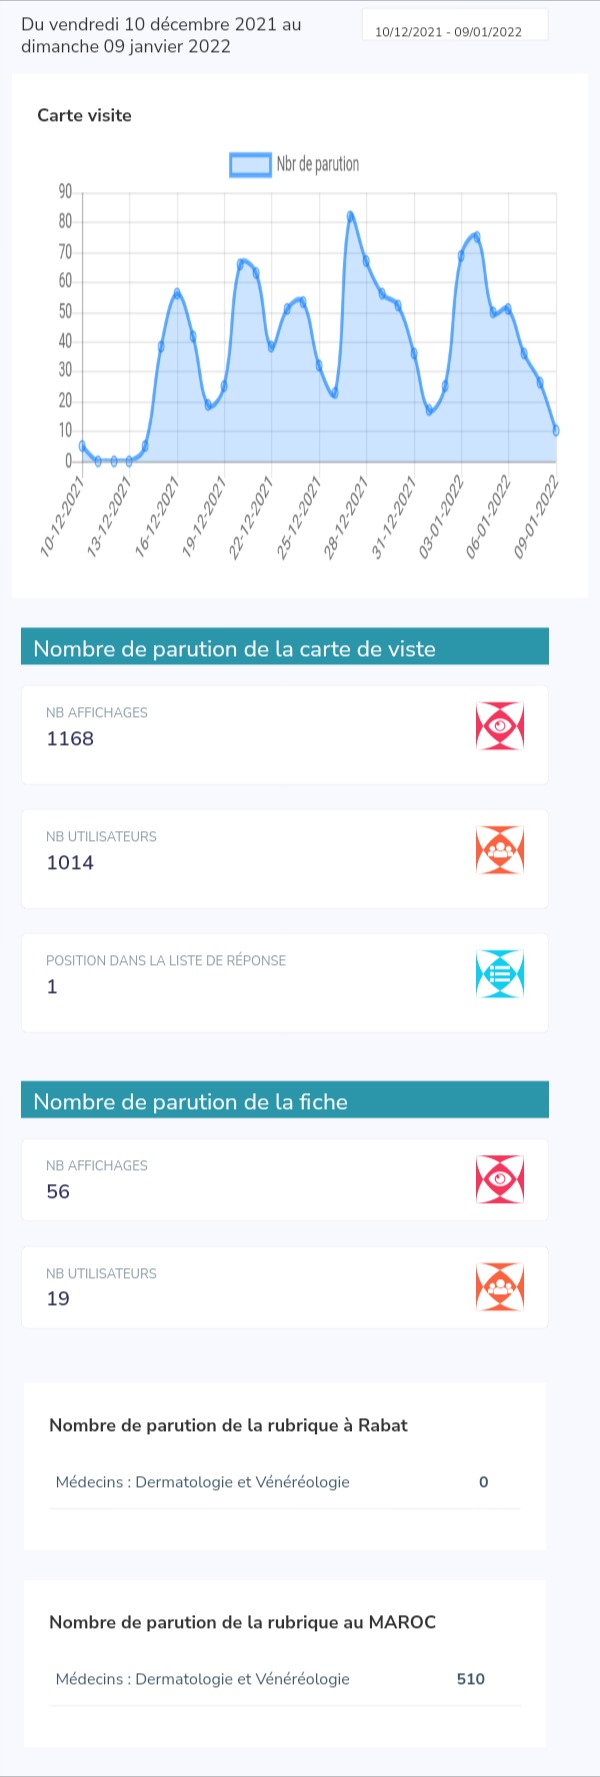 Du vendredi 10 décembre 2021 au
dimanche 09 janvier 2022
10/12/2021 - 09/01/2022
Carte visite
Nbr de parution
90
80
70
60
50
40
30
20
10
0
10-12-2021
13-12-2021
16-12-2021
19-12-2021
22-12-2021
25-12-2021
28-12-2021
31-12-2021
03-01-2022
06-01-2022
09-01-2022
Nombre de parution de la carte de viste
NB AFFICHAGES
1168
NB UTILISATEURS
1014
POSITION DANS LA LISTE DE RÉPONSE
1
Nombre de parution de la fiche
NB AFFICHAGES
56
NB UTILISATEURS
19
Nombre de parution de la rubrique à Rabat
Médecins : Dermatologie et Vénéréologie 0
Nombre de parution de la rubrique au MAROC
Médecins : Dermatologie et Vénéréologie 510